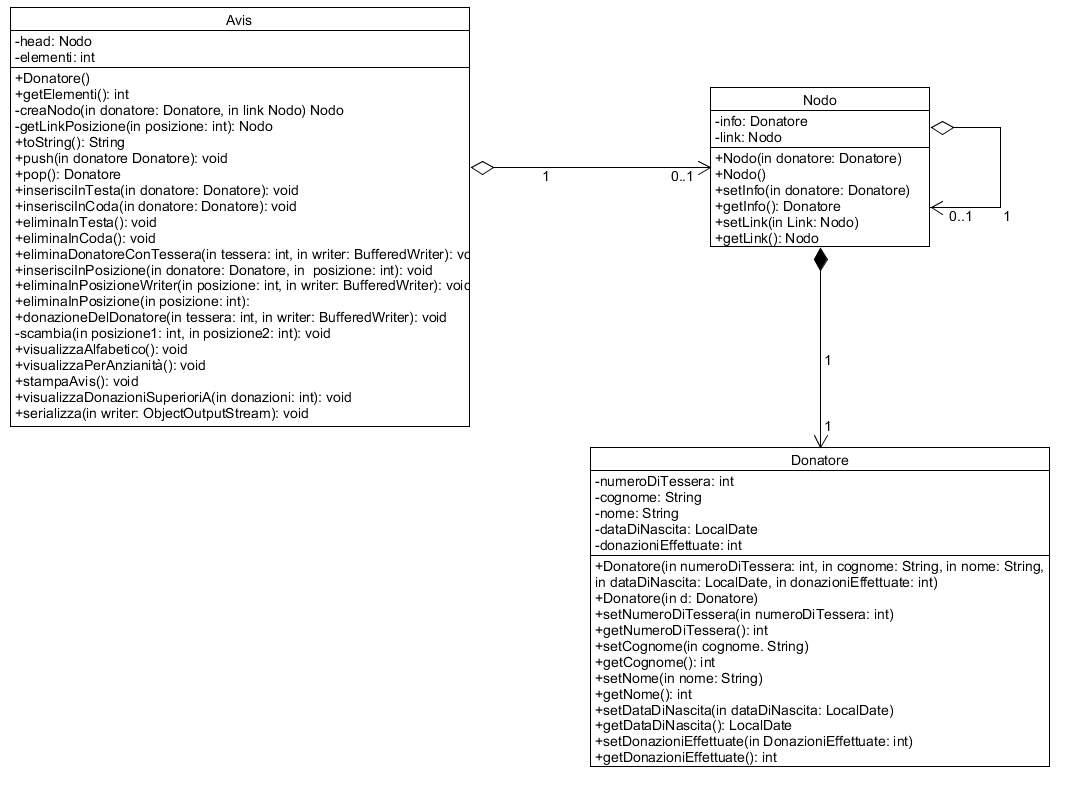 Avis
-head: Nodo
-elementi: int
+Donatore()
+getElementi(): int
-creaNodo(in donatore: Donatore, in link Nodo) Nodo
-getLinkPosizione(in posizione: int): Nodo
+toString(): String
+push(in donatore Donatore): void
+pop(): Donatore
+inserisciInTesta(in donatore: Donatore): void
+inserisciInCoda(in donatore: Donatore): void
+eliminaInTesta(): void
+eliminaInCoda(): void
+eliminaDonatoreConTessera(in tessera: int, in writer: BufferedWriter): vo
+inserisciInPosizione(in donatore: Donatore, in  posizione: int): void
+eliminaInPosizioneWriter(in posizione: int, in writer: BufferedWriter): void
+eliminaInPosizione(in posizione: int):
+donazioneDelDonatore(in tessera: int, in writer: BufferedWriter): void
-scambia(in posizione1: int, in posizione2: int): void
+visualizzaAlfabetico(): void
+visualizzaPerAnzianità(): void
+stampaAvis(): void
+visualizzaDonazioniSuperioriA(in donazioni: int): void
+serializza(in writer: ObjectOutputStream): void
1
0..1
Nodo
-info: Donatore
-link: Nodo
+Nodo(in donatore: Donatore)
+Nodo()
+setInfo(in donatore: Donatore)
+getInfo(): Donatore
+setLink(in Link: Nodo)
+getLink(): Nodo
0..1
1
1
1
Donatore
-numeroDiTessera: int
-cognome: String
-nome: String
-dataDiNascita: LocalDate
-donazioniEffettuate: int
+Donatore(in numeroDiTessera: int, in cognome: String, in nome: String,
in dataDiNascita: LocalDate, in donazioniEffettuate: int)
+Donatore(in d: Donatore)
+setNumeroDiTessera(in numeroDiTessera: int)
+getNumeroDiTessera(): int
+setCognome(in cognome. String)
+getCognome(): int
+setNome(in nome: String)
+getNome(): int
+setDataDiNascita(in dataDiNascita: LocalDate)
+getDataDiNascita(): LocalDate
+setDonazioniEffettuate(in DonazioniEffettuate: int)
+getDonazioniEffettuate(): int